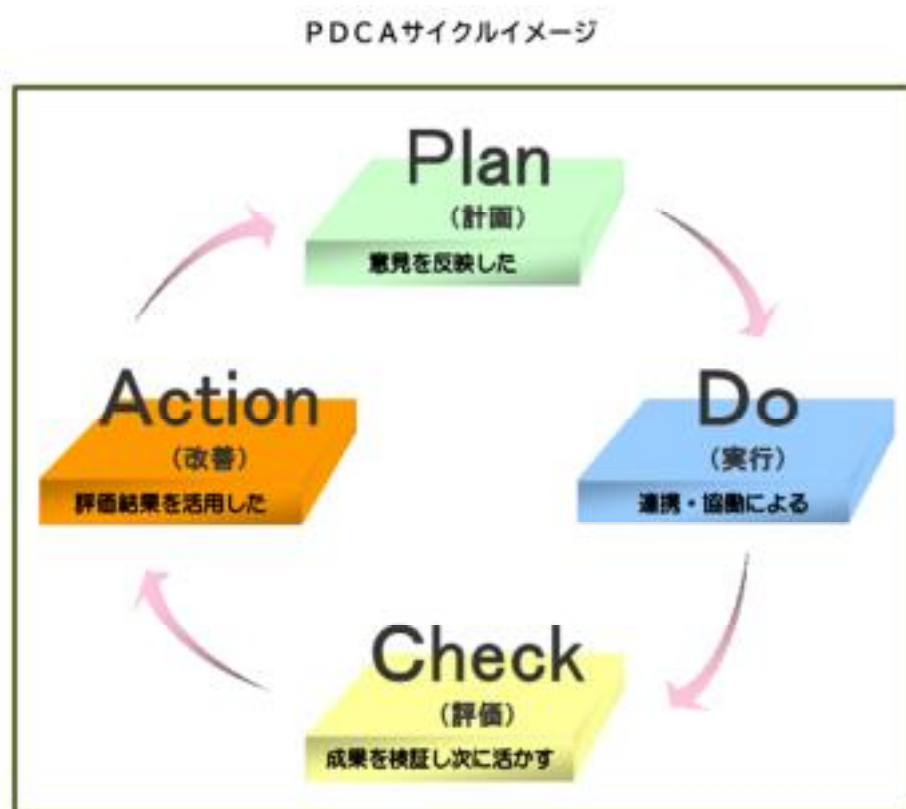 PDCAサイクルイメージ
Plan
（計画）
意見を反映した
Action
（改善）
評価結果を活用した
Do
（実行）
連携・協働による
Check
（評価）
成果を検証し次に活かす